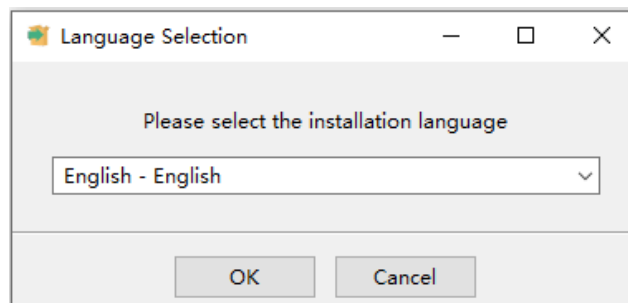 Language Selection
Please select the installation language
English - English
OK
Cancel